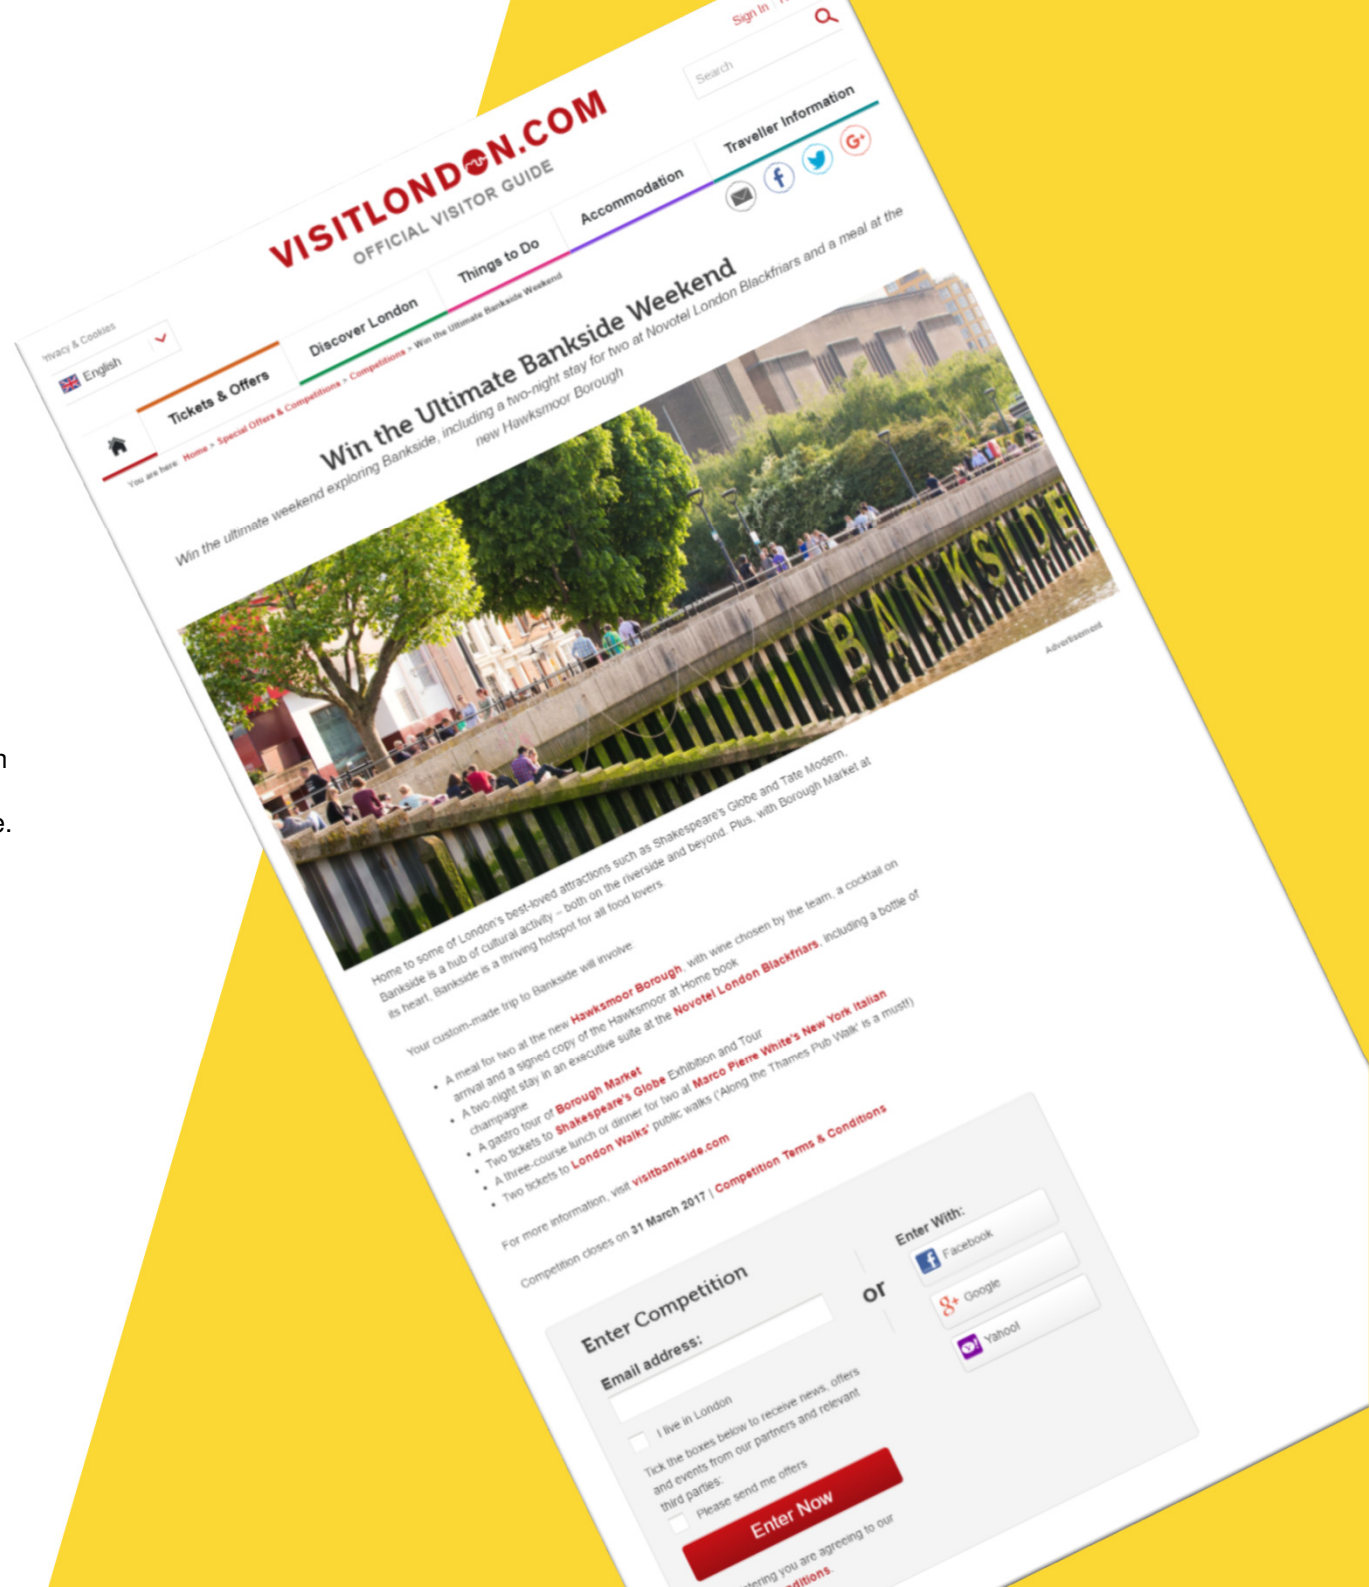 Sign In
Search
VISITLONDON.COM
OFFICIAL VISITOR GUIDE
Privacy & Cookies
English
Tickets & Offers
Discover London
Things to Do
Accommodation
Traveller Information
You are here: Home > Special Offers & Competitions > Competitions > Win the Ultimate Bankside Weekend
Win the Ultimate Bankside Weekend
Win the ultimate weekend exploring Bankside, including a two-night stay for two at Novotel London Blackfriars and a meal at the
new Hawksmoor Borough
BANKSIDE
Advertisement
Home to some of London's best-loved attractions such as Shakespeare's Globe and Tate Modern,
Bankside is a hub of cultural activity – both on the riverside and beyond. Plus, with Borough Market at
its heart, Bankside is a thriving hotspot for all food lovers.
Your custom-made trip to Bankside will involve:
• A meal for two at the new Hawksmoor Borough, with wine chosen by the team, a cocktail on
arrival and a signed copy of the Hawksmoor at Home book
• A two-night stay in an executive suite at the Novotel London Blackfriars, including a bottle of
champagne
• A gastro tour of Borough Market
• Two tickets to Shakespeare's Globe Exhibition and Tour
• A three-course lunch or dinner for two at Marco Pierre White's New York Italian
• Two tickets to London Walks' public walks ('Along the Thames Pub Walk' is a must!)
For more information, visit visitbankside.com
Competition closes on 31 March 2017 | Competition Terms & Conditions
Enter Competition
Email address:
I live in London
Tick the boxes below to receive news, offers
and events from our partners and relevant
third parties:
Please send me offers
Enter Now
tering you are agreeing to our
ditions.
or
Enter With:
Facebook
Google
Yahoo!
n
e.